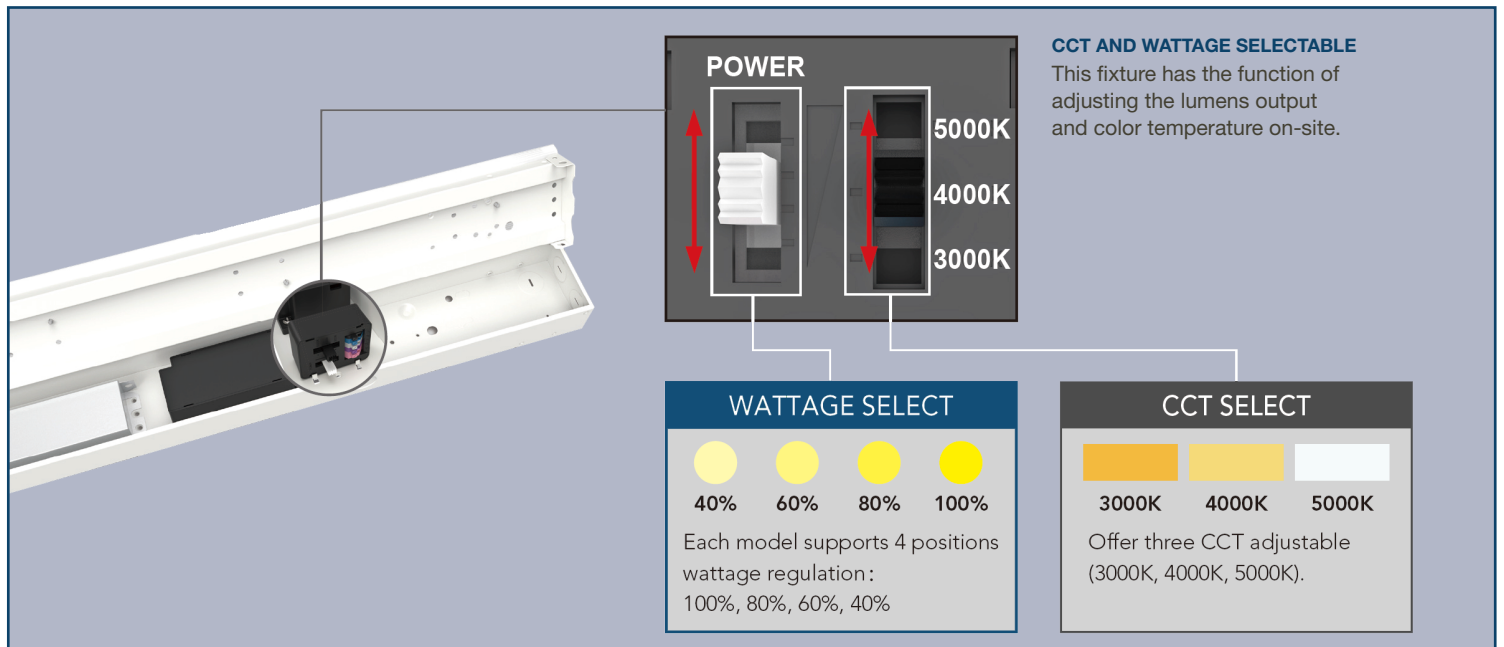 CCT AND WATTAGE SELECTABLE
This fixture has the function of
adjusting the lumens output
and color temperature on-site.
POWER
5000K
4000K
3000K
WATTAGE SELECT
40% 60% 80% 100%
Each model supports 4 positions
wattage regulation:
100%, 80%, 60%, 40%
CCT SELECT
3000K 4000K 5000K
Offer three CCT adjustable
(3000K, 4000K, 5000K).